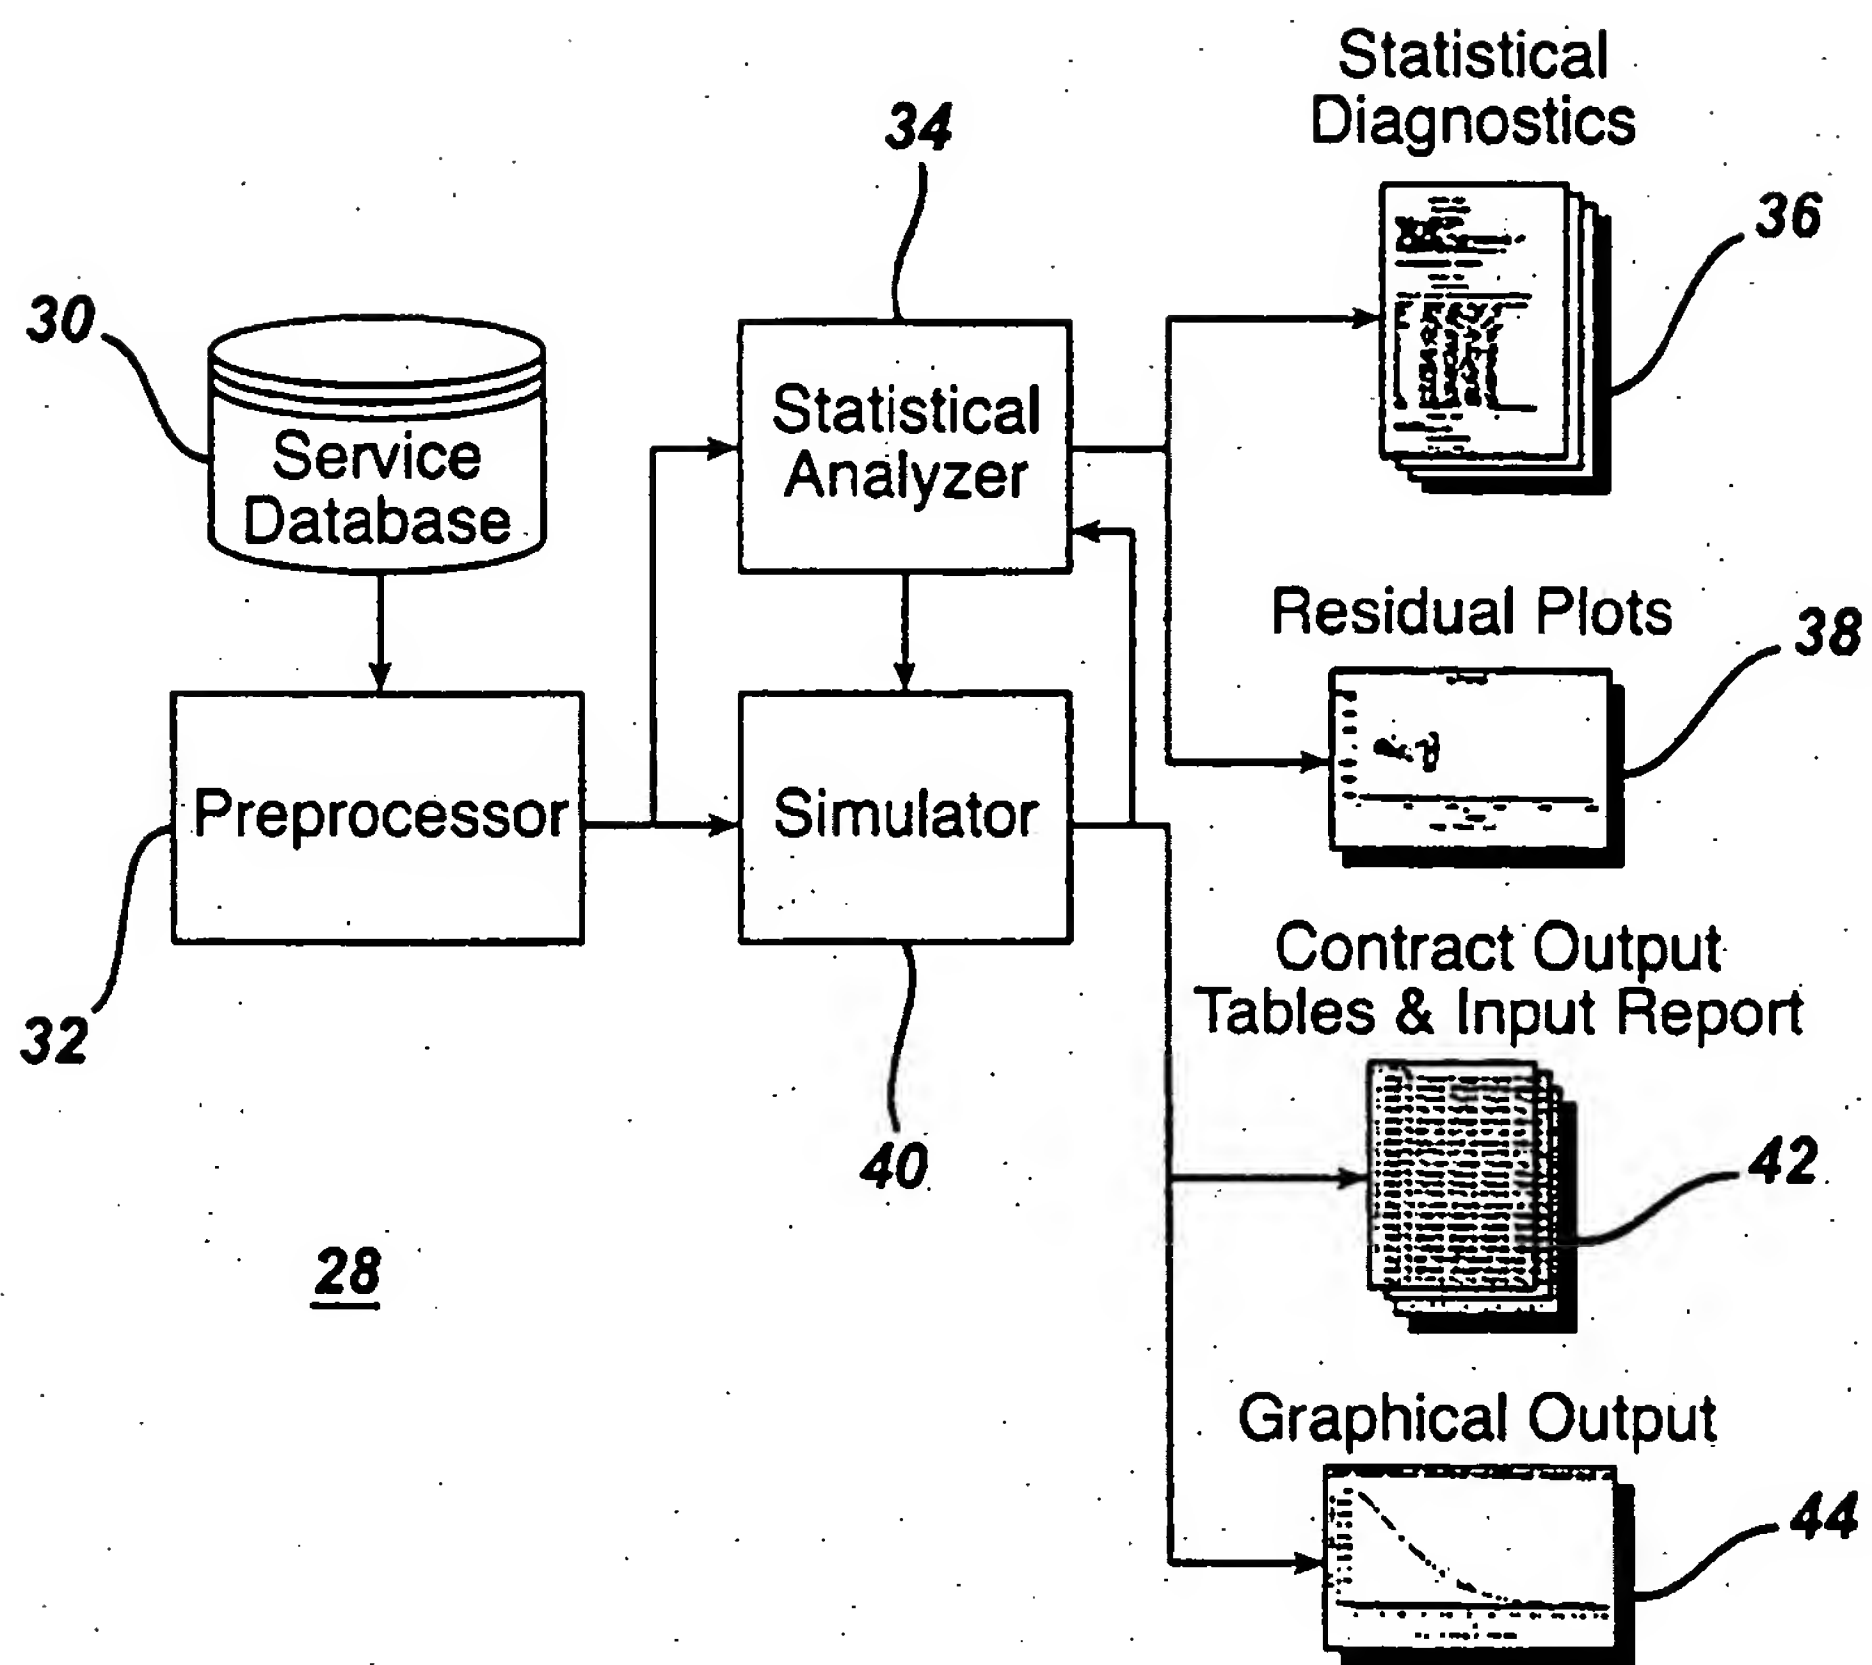 Statistical
Diagnostics
34
36
30
Service
Database
Statistical
Analyzer
Residual Plots
38
Preprocessor
Simulator
32
Contract Output
Tables & Input Report
40
42
28
Graphical Output
44